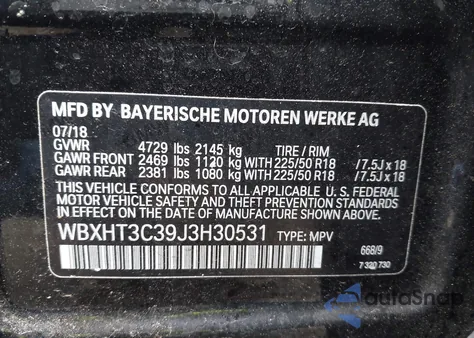 MFD BY BAYERISCHE MOTOREN WERKE AG
07/18
GVWR 4729 lbs 2145 kg TIRE / RIM
GAWR FRONT 2469 lbs 1120 kg WITH 225/50 R18 /7.5J x 18
GAWR REAR 2381 lbs 1080 kg WITH 225/50 R18 /7.5J x 18
THIS VEHICLE CONFORMS TO ALL APPLICABLE U. S. FEDERAL
MOTOR VEHICLE SAFETY AND THEFT PREVENTION STANDARDS
IN EFFECT ON THE DATE OF MANUFACTURE SHOWN ABOVE.
WBXHT3C39J3H30531 TYPE: MPV
668/9
7 320 730
autoSnap